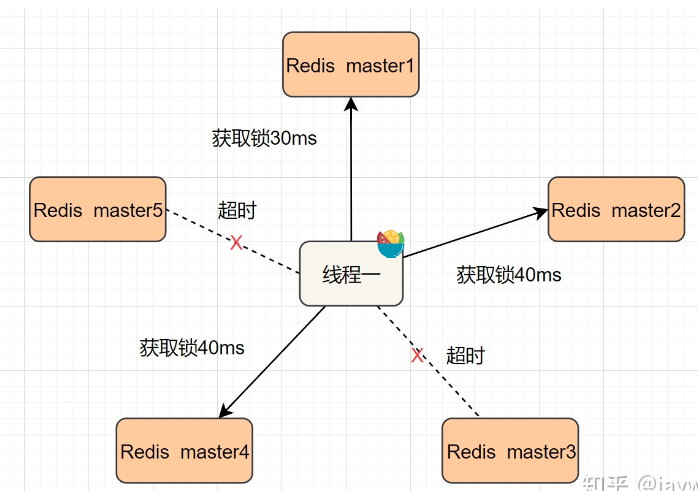 Redis master1
获取锁30ms
Redis master5
超时
Redis master2
线程一
获取锁40ms
获取锁40ms
超时
Redis master4
Redis master3
知乎